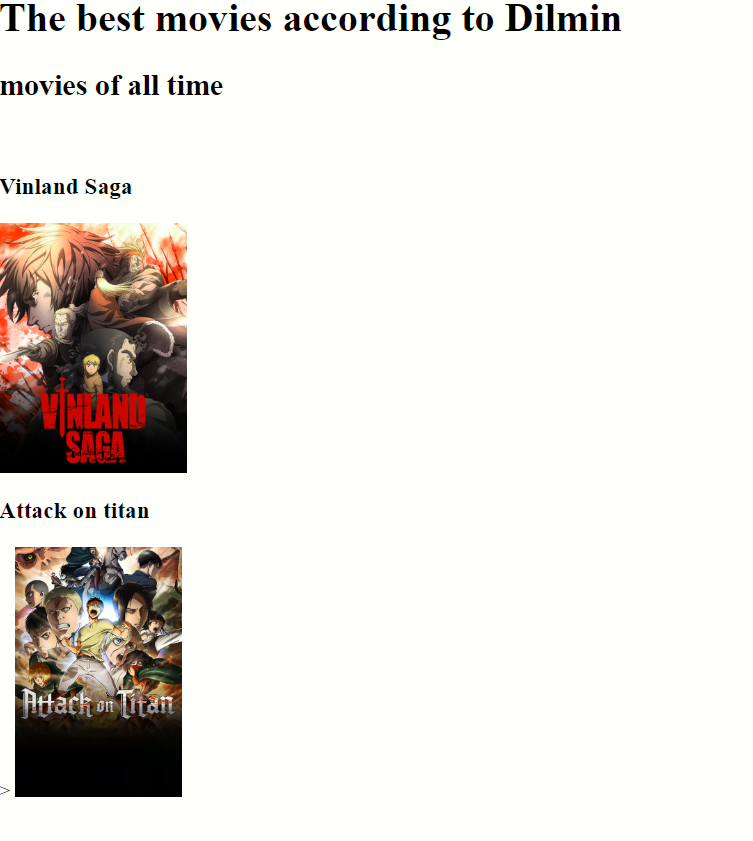 The best movies according to Dilmin
movies of all time
Vinland Saga
VINLAND
SAGA
Attack on titan
Attack on Titan
>